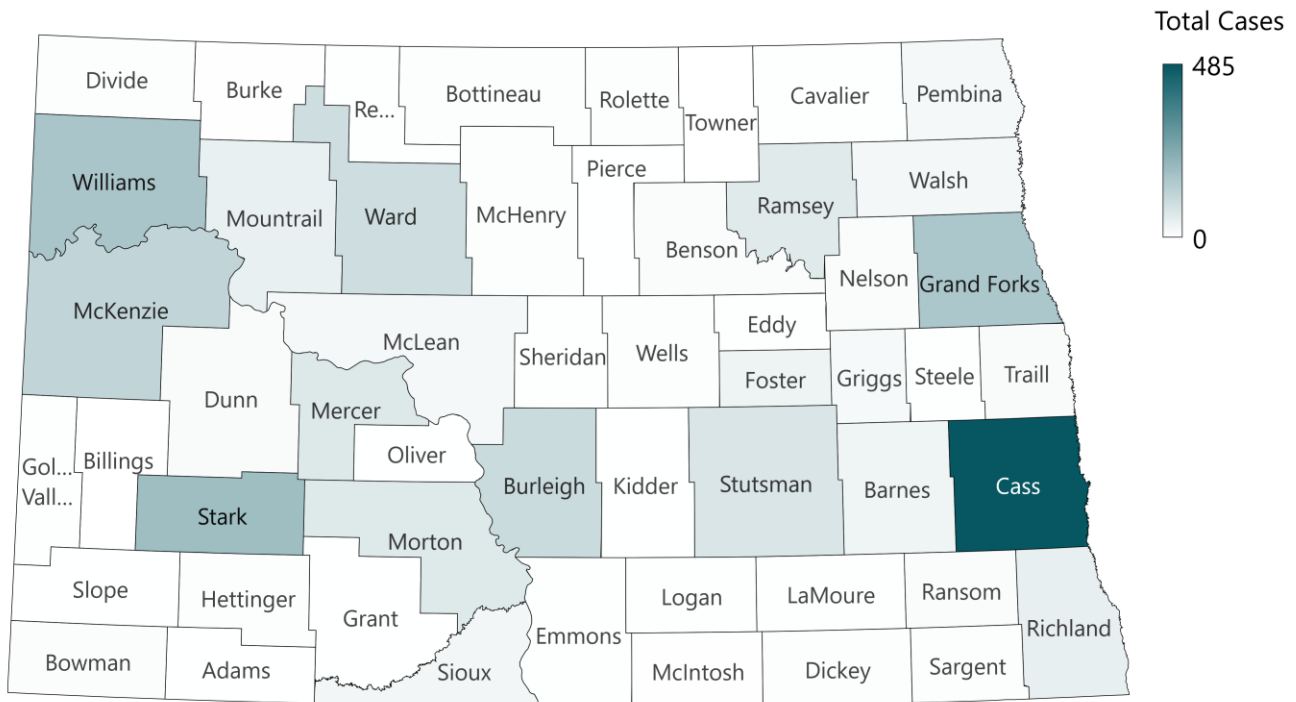 Total Cases
485
0
Divide
Burke
Re...
Bottineau
Rolette
Towner
Cavalier
Pembina
Williams
Mountrail
Ward
McHenry
Pierce
Benson
Ramsey
Walsh
Nelson
Grand Forks
McKenzie
Dunn
McLean
Sheridan
Wells
Eddy
Foster
Griggs
Steele
Traill
Mercer
Oliver
Gol...
Vall...
Billings
Stark
Morton
Burleigh
Kidder
Stutsman
Barnes
Cass
Slope
Hettinger
Grant
Emmons
Logan
LaMoure
Ransom
Richland
Bowman
Adams
Sioux
McIntosh
Dickey
Sargent